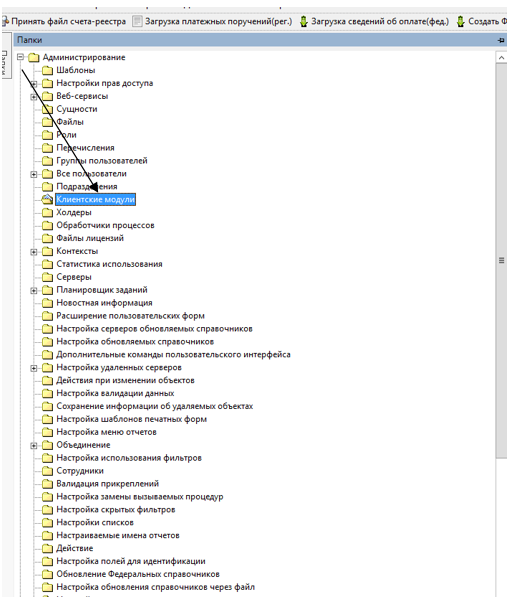 Принять файл счета-реестра Загрузка платежных поручений(рег.) Загрузка сведений об оплате(фед.) Создать Ф
Папки
Папки
Администрирование
Шаблоны
Настройки прав доступа
Веб-сервисы
Сущности
Файлы
Роли
Перечисления
Группы пользователей
Все пользователи
Подразделения
Клиентские модули
Холдеры
Обработчики процессов
Файлы лицензий
Контексты
Статистика использования
Серверы
Планировщик заданий
Новостная информация
Расширение пользовательских форм
Настройка серверов обновляемых справочников
Настройка обновляемых справочников
Дополнительные команды пользовательского интерфейса
Настройка удаленных серверов
Действия при изменении объектов
Настройка валидации данных
Сохранение информации об удаляемых объектах
Настройка шаблонов печатных форм
Настройка меню отчетов
Объединение
Настройка использования фильтров
Сотрудники
Валидация прикреплений
Настройка замены вызываемых процедур
Настройка скрытых фильтров
Настройки списков
Настраиваемые имена отчетов
Действие
Настройка полей для идентификации
Обновление Федеральных справочников
Настройка обновления справочников через файл